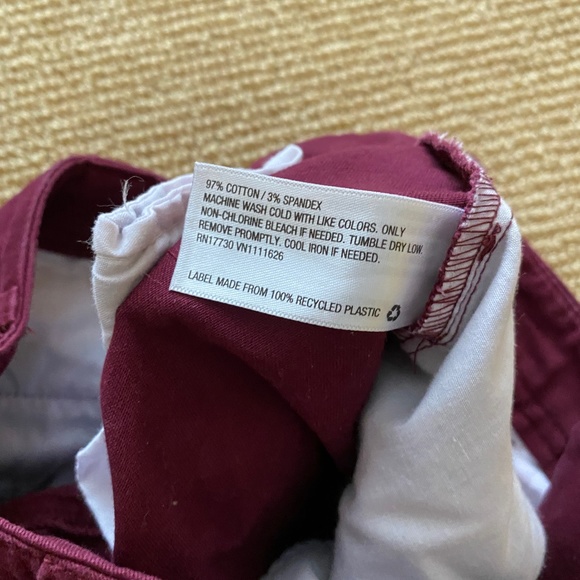 97% COTTON / 3% SPANDEX
MACHINE WASH COLD WITH LIKE COLORS. ONLY
NON-CHLORINE BLEACH IF NEEDED. TUMBLE DRY LOW.
REMOVE PROMPTLY. COOL IRON IF NEEDED.
RN17730 VN1111626
LABEL MADE FROM 100% RECYCLED PLASTIC